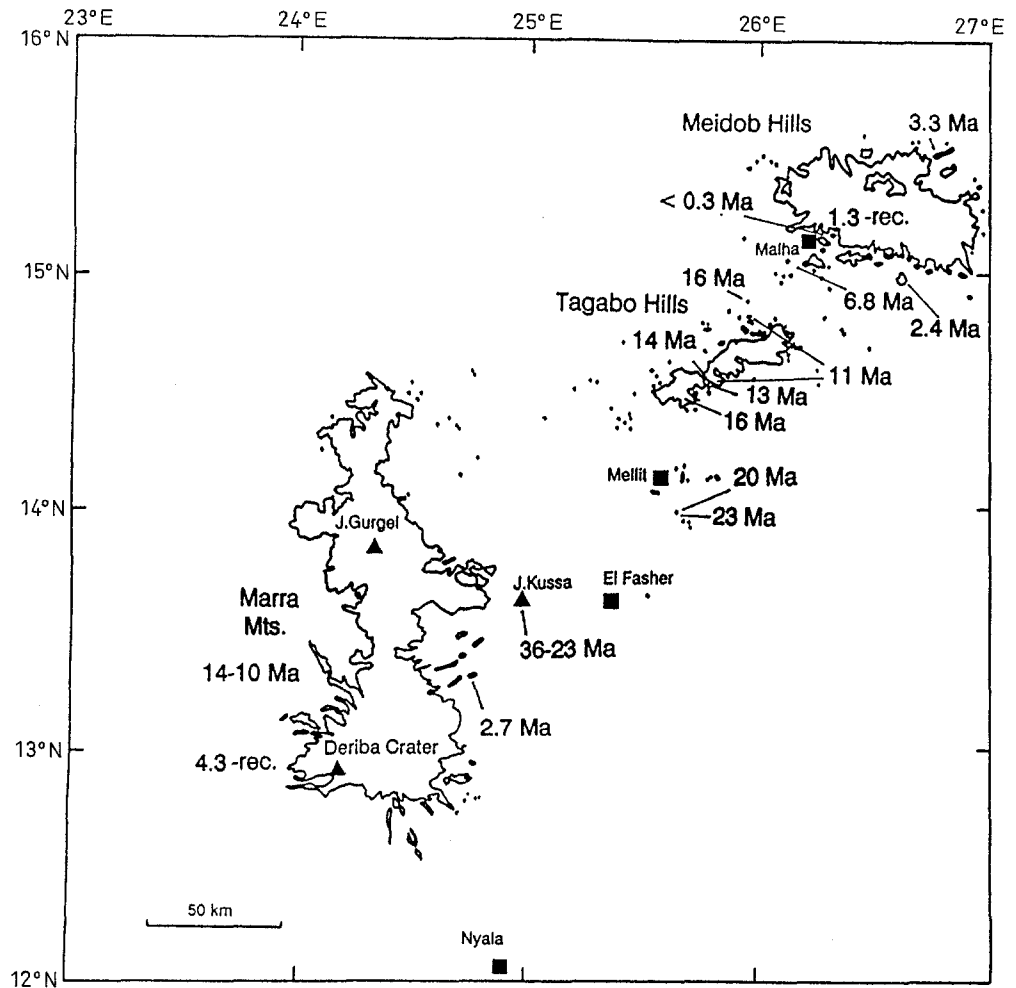 23°E 24°E 25°E 26°E 27°E
16°N
Meidob Hills
3.3 Ma
< 0.3 Ma
1.3-rec.
Malha
15°N
16 Ma
6.8 Ma
Tagabo Hills
2.4 Ma
14 Ma
11 Ma
13 Ma
16 Ma
Mellit
20 Ma
14°N
23 Ma
J.Gurgel
J.Kussa
El Fasher
Marra
Mts.
36-23 Ma
14-10 Ma
2.7 Ma
13°N
Deriba Crater
4.3-rec.
50 km
Nyala
12°N